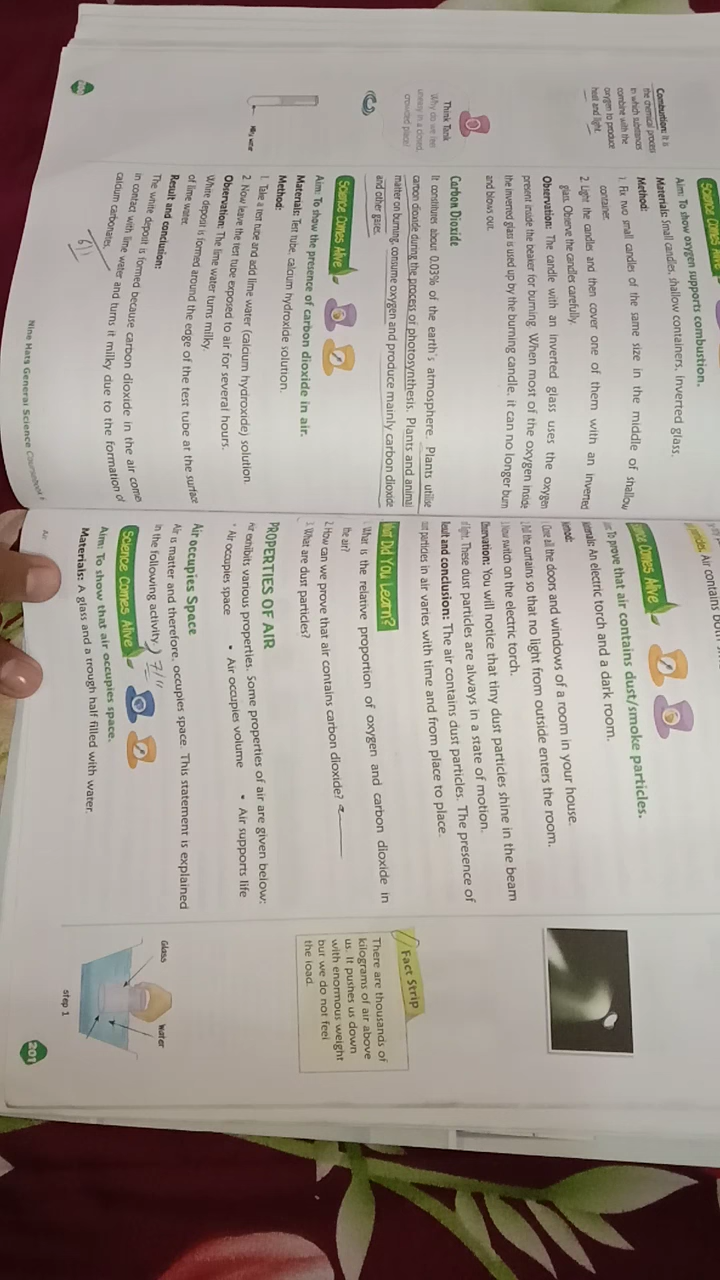 Science Comes Alive
Aim: To show oxygen supports combustion.
Materials: Small candles, shallow containers, inverted glass.
Method:
1. Fix two small candles of the same size in the middle of shallow
container.
2. Light the candles and then cover one of them with an inverted
glass. Observe the candles carefully.
Observation: The candle with an inverted glass uses the oxygen
present inside the beaker for burning. When most of the oxygen inside
the inverted glass is used up by the burning candle, it can no longer burn
and blows out.
Combustion: It is
the chemical process
in which substances
combine with the
oxygen to produce
heat and light.
Carbon Dioxide
It constitutes about 0.03% of the earth's atmosphere. Plants utilise
carbon dioxide during the process of photosynthesis. Plants and animal
matter on burning, consume oxygen and produce mainly carbon dioxide
and other gases.
Think Tank
Why do we feel
uneasy in a closed,
crowded place?
Science Comes Alive
Aim: To show the presence of carbon dioxide in air.
Materials: Test tube, calcium hydroxide solution.
Method:
1. Take a test tube and add lime water (calcium hydroxide) solution.
2. Now leave the test tube exposed to air for several hours.
Observation: The lime water turns milky.
White deposit is formed around the edge of the test tube at the surface
of lime water.
Result and conclusion:
The white deposit is formed because carbon dioxide in the air comes
in contact with lime water and turns it milky due to the formation of
calcium carbonate.
6/11
Nine Hats General Science Coursebook
particles. Air contains
Comes Alive
To prove that air contains dust/smoke particles.
An electric torch and a dark room.
all the doors and windows of a room in your house.
the curtains so that no light from outside enters the room.
switch on the electric torch.
You will notice that tiny dust particles shine in the beam
These dust particles are always in a state of motion.
and conclusion: The air contains dust particles. The presence of
particles in air varies with time and from place to place.
Did You Learn?
What is the relative proportion of oxygen and carbon dioxide in
the air?
2. How can we prove that air contains carbon dioxide?
3. What are dust particles?
Fact Strip
There are thousands of
kilograms of air above
us. It pushes us down
with enormous weight
but we do not feel
the load.
PROPERTIES OF AIR
Air exhibits various properties. Some properties of air are given below:
• Air occupies space • Air occupies volume • Air supports life
Air occupies Space
Air is matter and therefore, occupies space. This statement is explained
in the following activity. 7/11
Science Comes Alive
Aim: To show that air occupies space.
Materials: A glass and a trough half filled with water.
Glass
Water
step 1
201